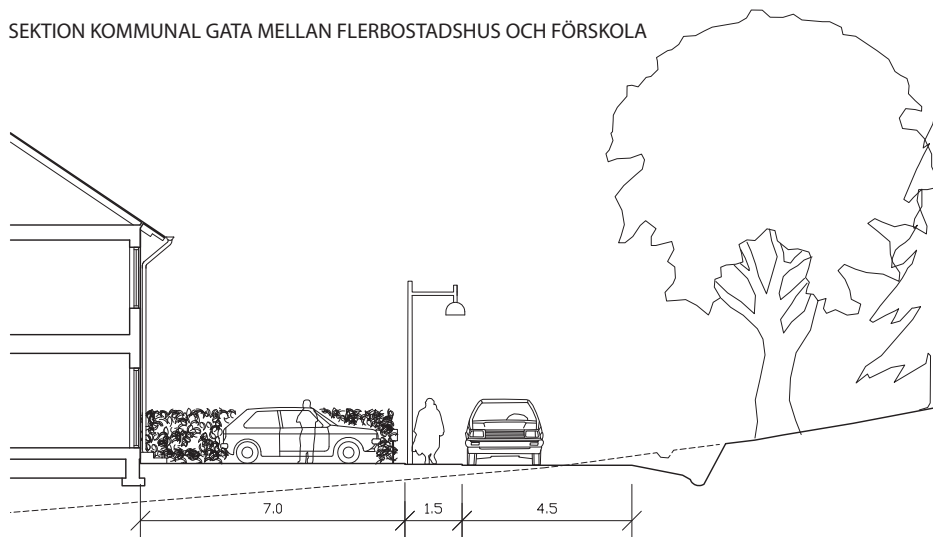 SEKTION KOMMUNAL GATA MELLAN FLERBOSTADSHUS OCH FÖRSKOLA
7.0 1.5 4.5